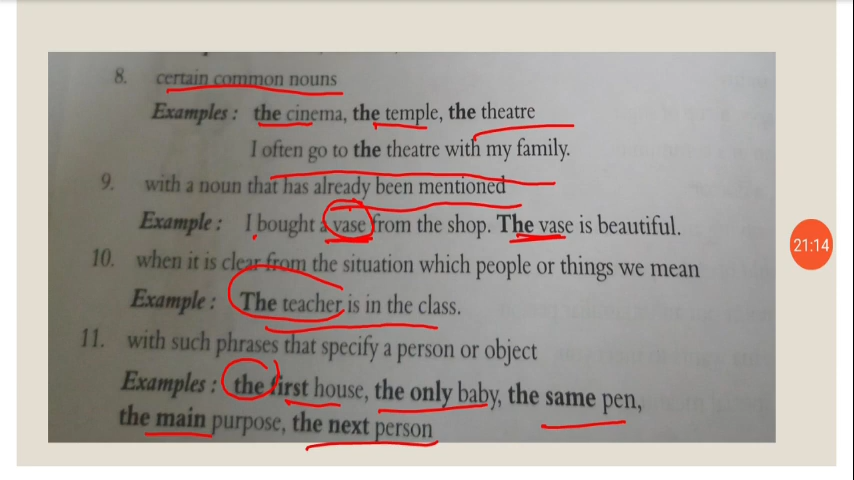 8. certain common nouns
Examples : the cinema, the temple, the theatre
I often go to the theatre with my family.
9. with a noun that has already been mentioned
Example : I bought a vase from the shop. The vase is beautiful.
10. when it is clear from the situation which people or things we mean
Example : The teacher is in the class.
11. with such phrases that specify a person or object
Examples : the first house, the only baby, the same pen,
the main purpose, the next person
21:14